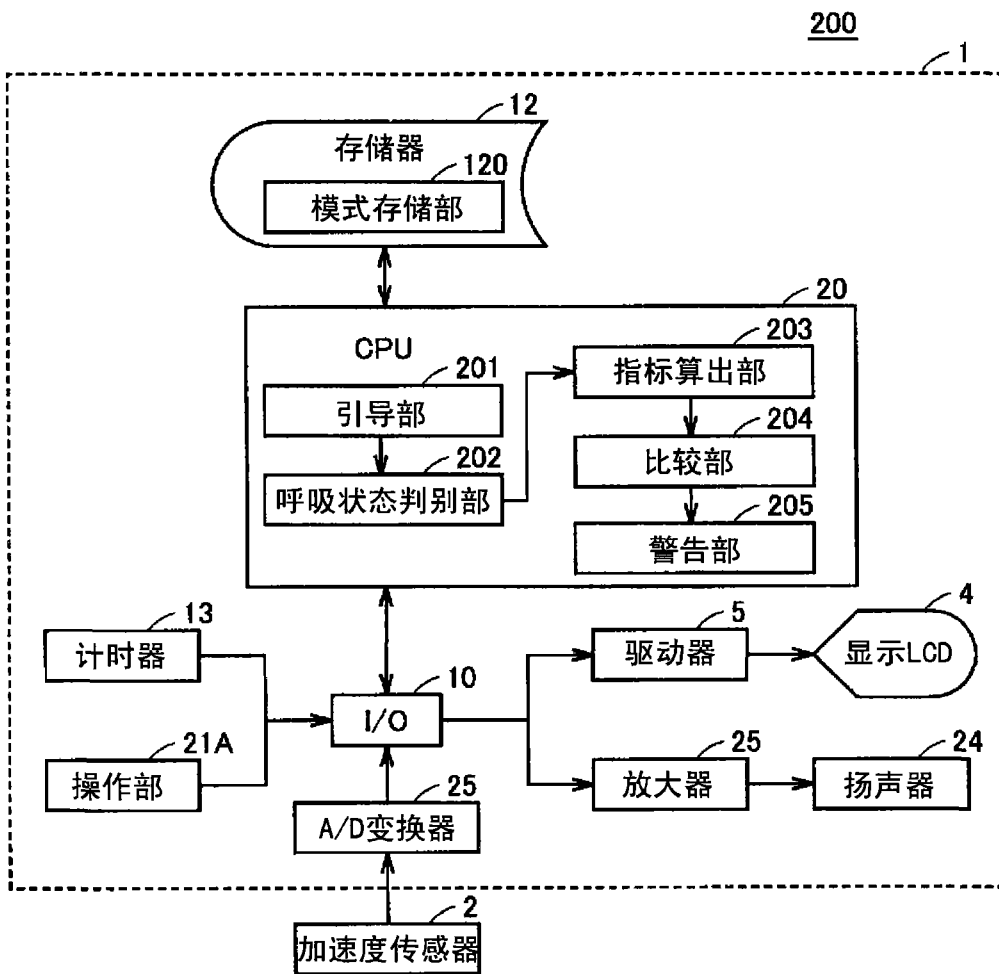 200
1
12
存储器
120
模式存储部
20
CPU
203
201
指标算出部
引导部
204
202
比较部
呼吸状态判别部
205
警告部
13
5
4
计时器
驱动器
显示LCD
10
I/O
21A
25
24
操作部
放大器
扬声器
25
A/D变换器
2
加速度传感器